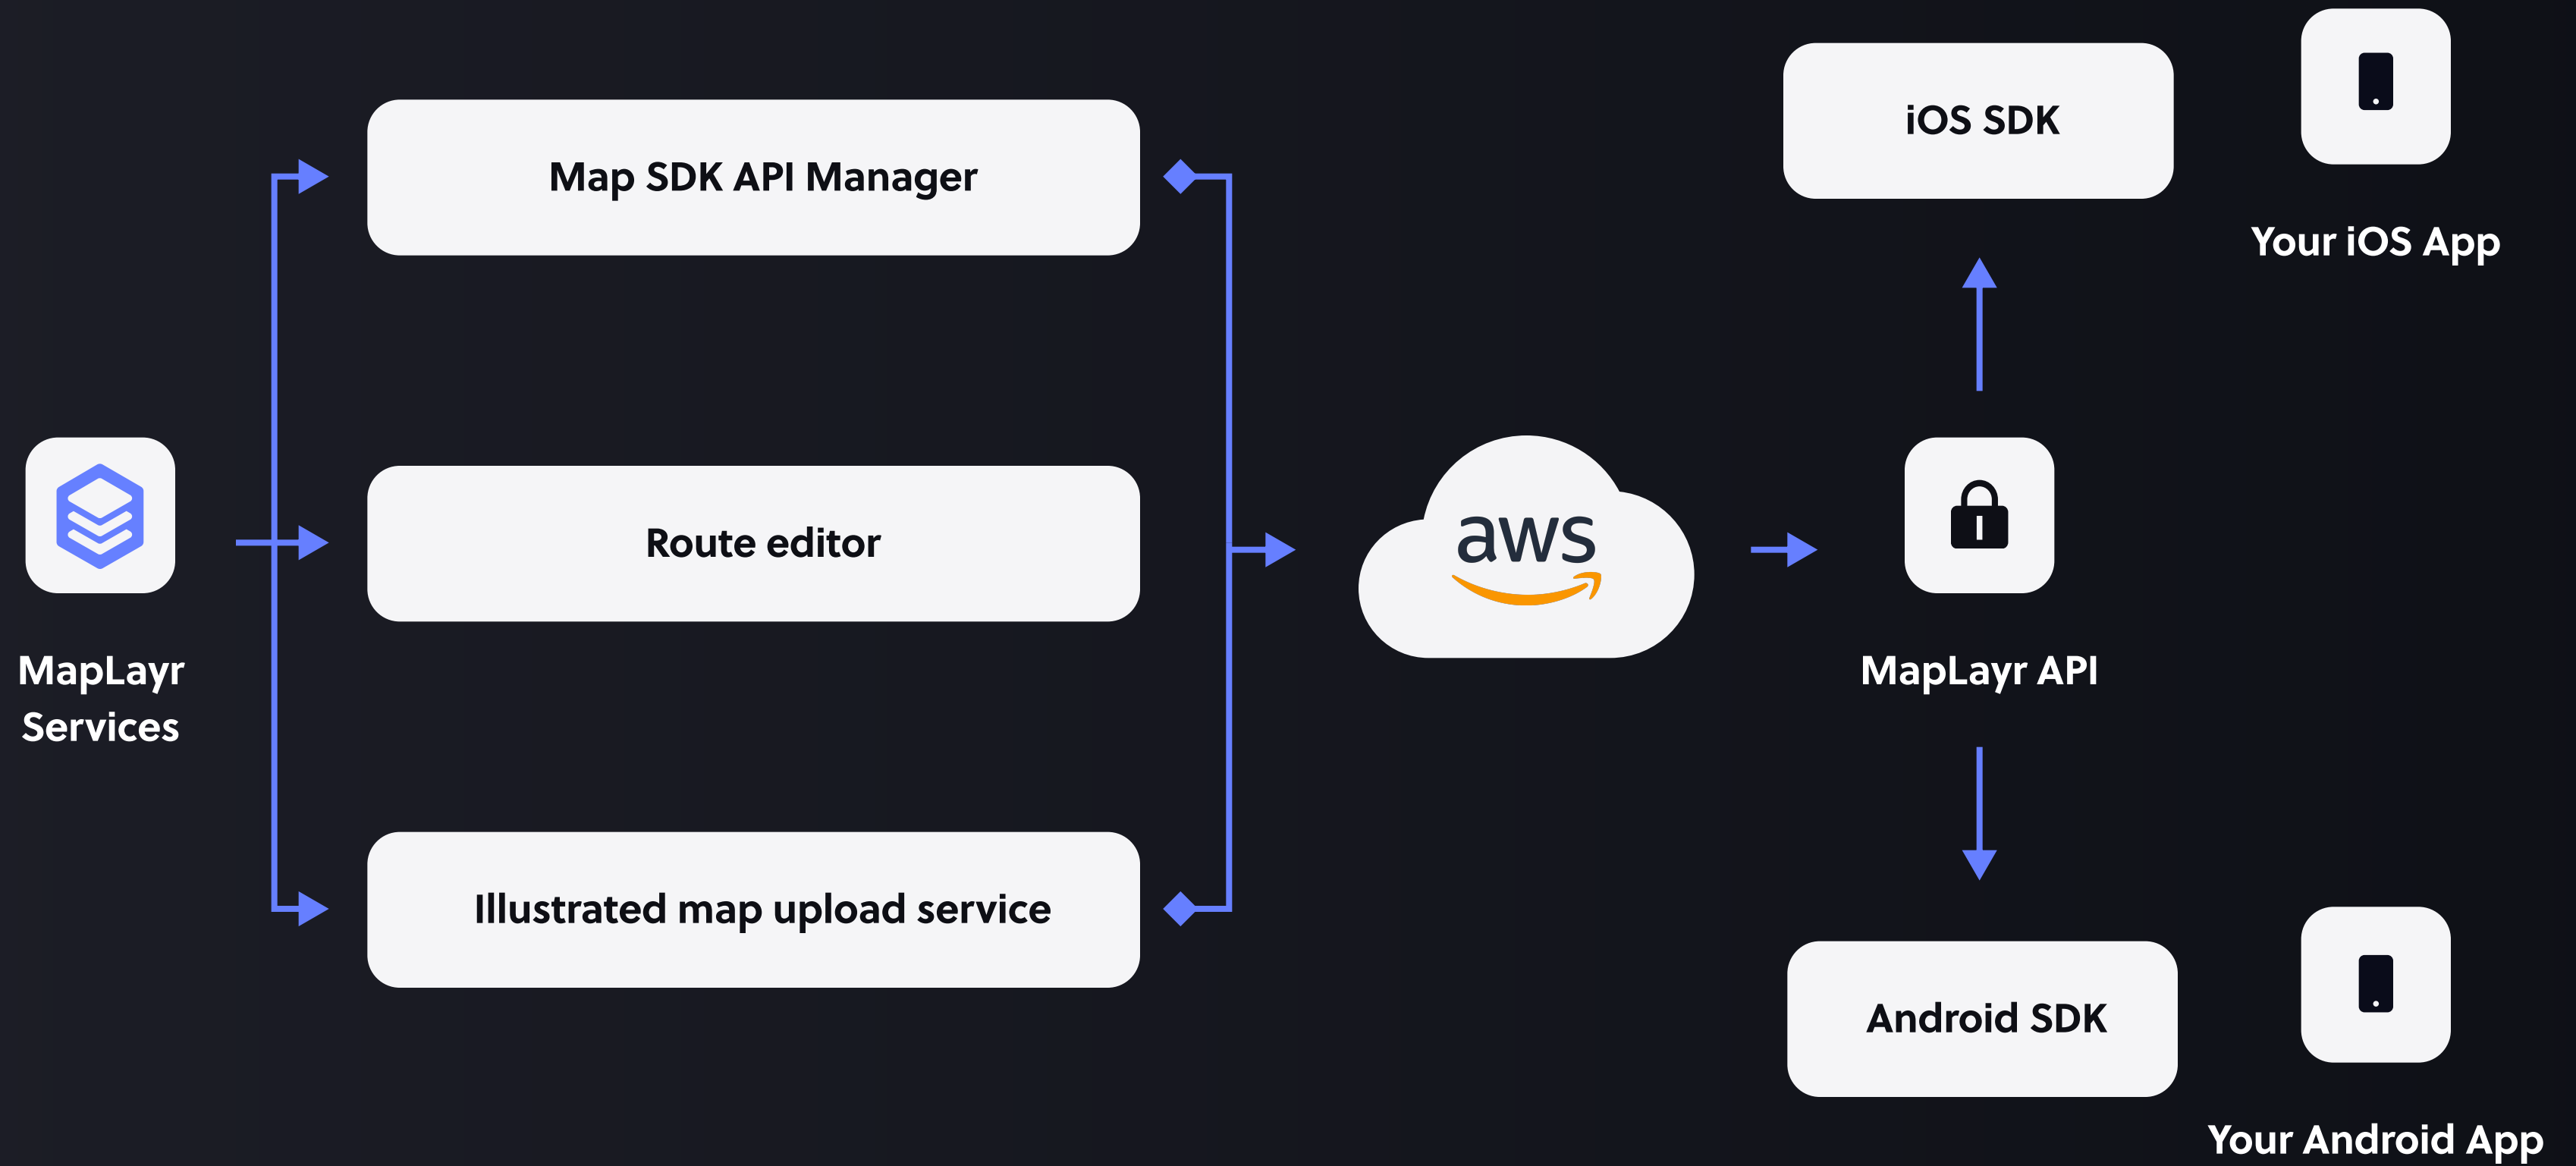 MapLayr
Services
Map SDK API Manager
Route editor
Illustrated map upload service
aws
iOS SDK
Your iOS App
MapLayr API
Android SDK
Your Android App